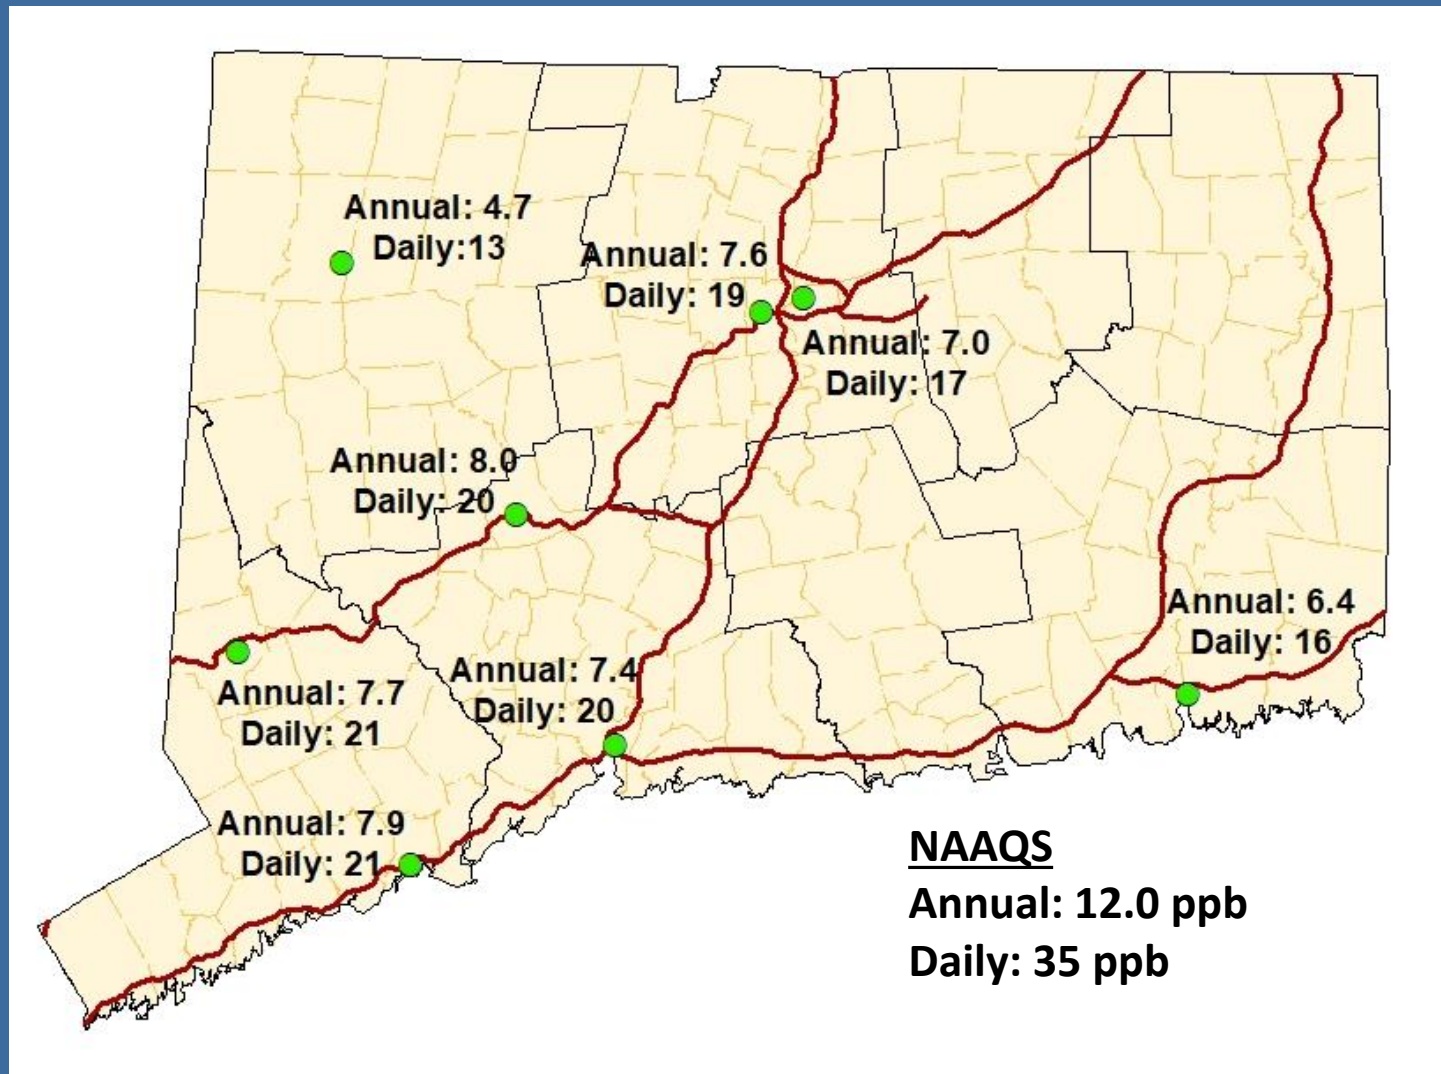 Annual: 4.7
Daily:13
Annual: 7.6
Daily: 19
Annual: 7.0
Daily: 17
Annual: 8.0
Daily: 20
Annual: 6.4
Daily: 16
Annual: 7.7
Daily: 21
Annual: 7.4
Daily: 20
Annual: 7.9
Daily: 21
NAAQS
Annual: 12.0 ppb
Daily: 35 ppb